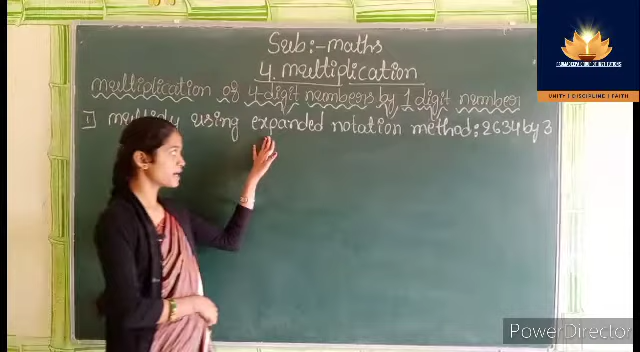 Sub:- maths
4. multiplication
multiplication of 4 digit numbers by 1 digit number
I multiply using expanded notation method: 2634 by 3
UNITY | DISCIPLINE | FAITH
PowerDirector